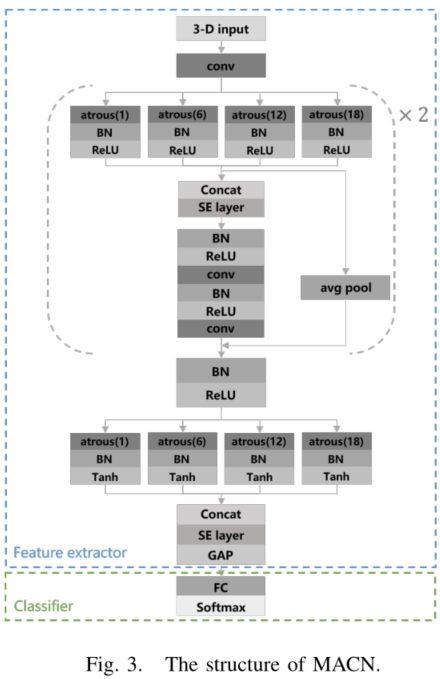 3-D input
conv
× 2
atrous(1) atrous(6) atrous(12) atrous(18)
BN BN BN BN
ReLU ReLU ReLU ReLU
Concat
SE layer
BN
ReLU
conv
BN
ReLU
conv
avg pool
BN
ReLU
atrous(1) atrous(6) atrous(12) atrous(18)
BN BN BN BN
Tanh Tanh Tanh Tanh
Concat
SE layer
GAP
Feature extractor
FC
Softmax
Classifier
Fig. 3. The structure of MACN.